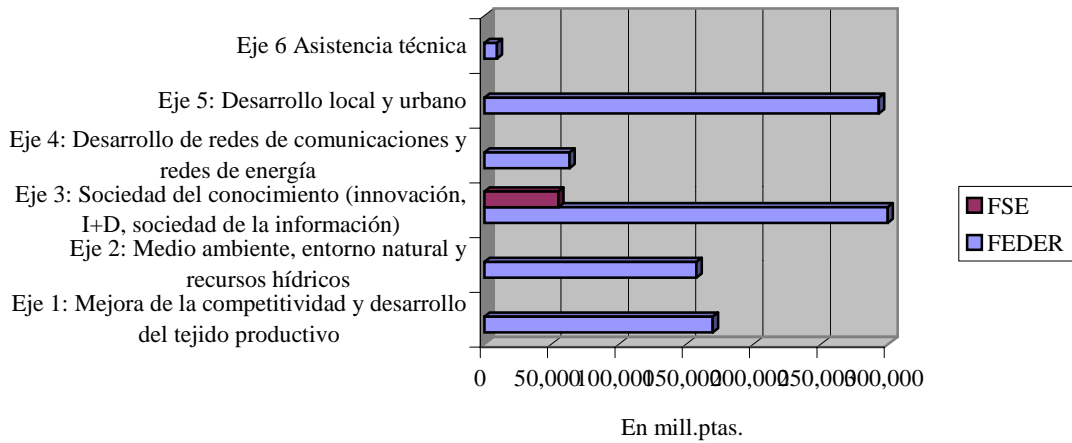 Eje 6 Asistencia técnica
Eje 5: Desarrollo local y urbano
Eje 4: Desarrollo de redes de comunicaciones y
redes de energía
Eje 3: Sociedad del conocimiento (innovación,
I+D, sociedad de la información)
Eje 2: Medio ambiente, entorno natural y
recursos hídricos
Eje 1: Mejora de la competitividad y desarrollo
del tejido productivo
FSE
FEDER
0 50,000 100,000 150,000 200,000 250,000 300,000
En mill.ptas.